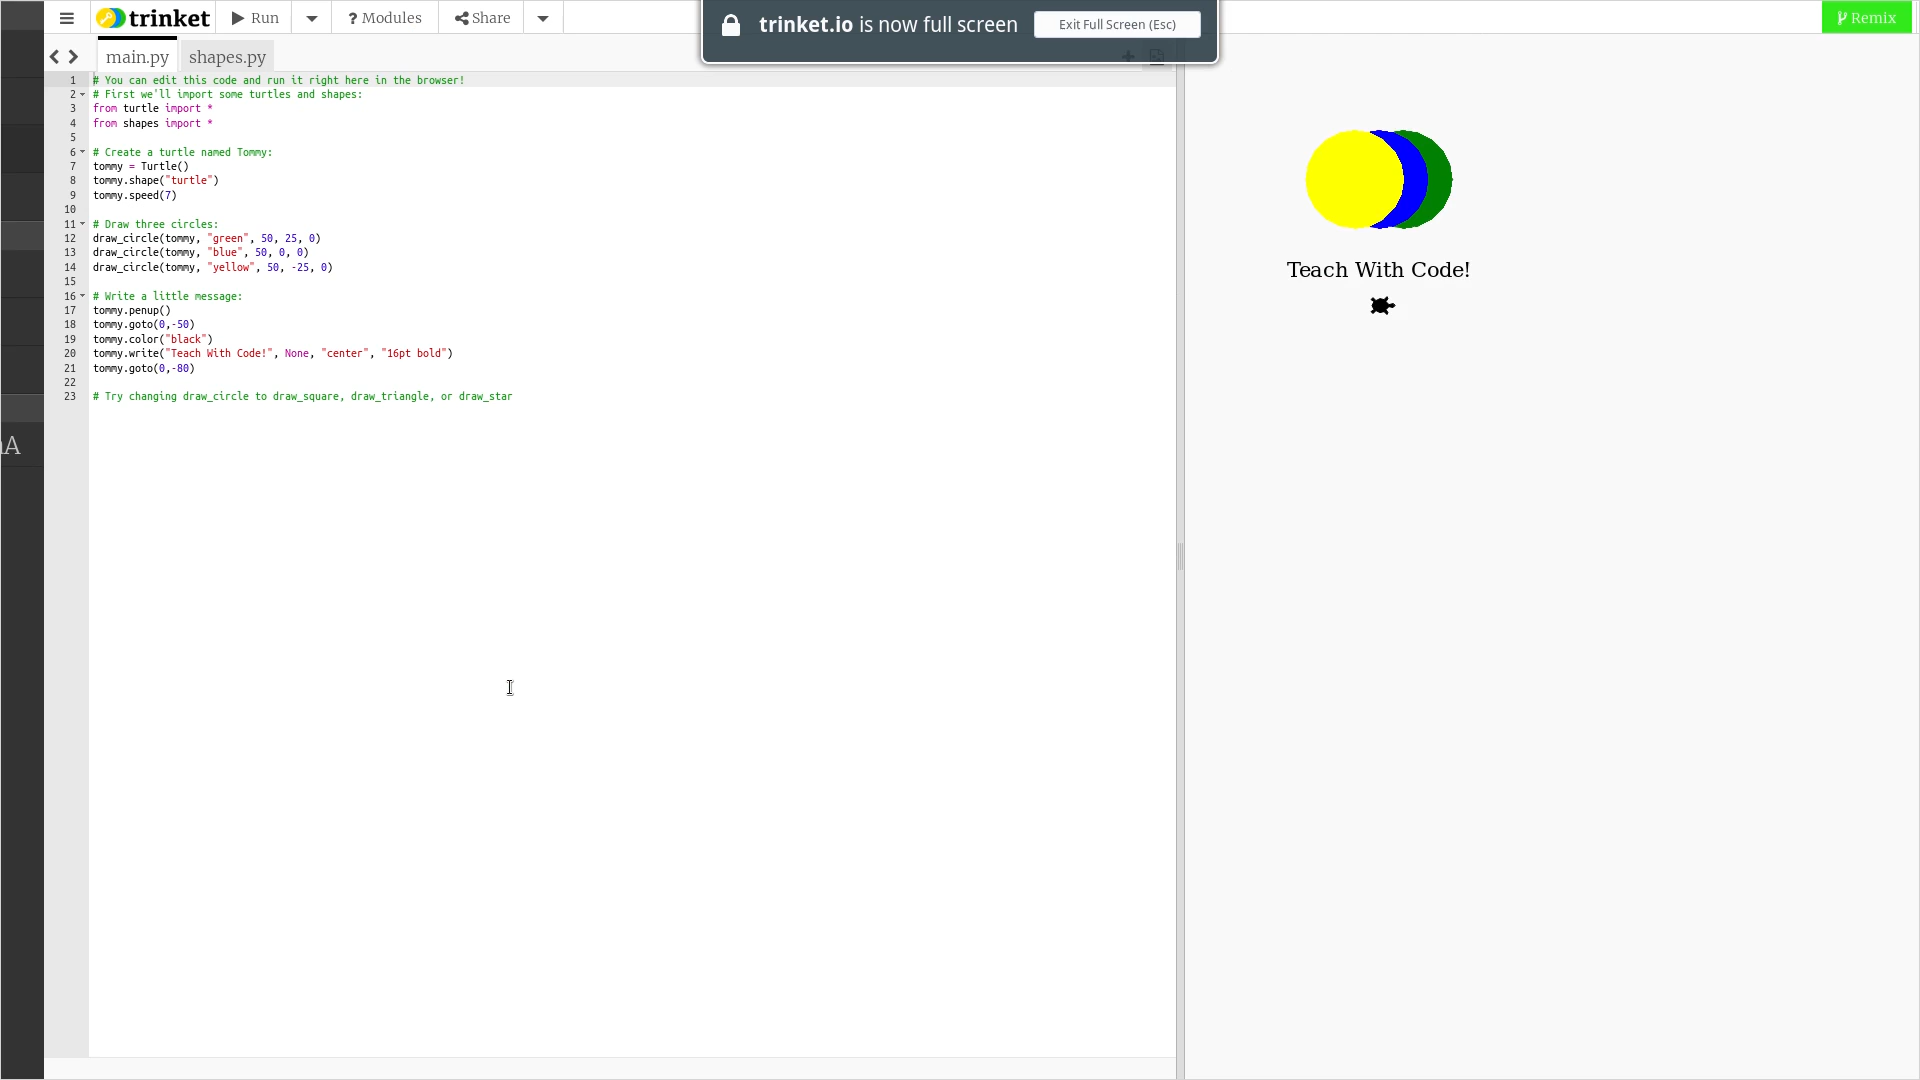 trinket
Run
? Modules
Share
trinket.io is now full screen
Exit Full Screen (Esc)
Remix
main.py
shapes.py
1 # You can edit this code and run it right here in the browser!
2 # First we'll import some turtles and shapes:
3 from turtle import *
4 from shapes import *
5
6 # Create a turtle named Tommy:
7 tommy = Turtle()
8 tommy.shape("turtle")
9 tommy.speed(7)
10
11 # Draw three circles:
12 draw_circle(tommy, "green", 50, 25, 0)
13 draw_circle(tommy, "blue", 50, 0, 0)
14 draw_circle(tommy, "yellow", 50, -25, 0)
15
16 # Write a little message:
17 tommy.penup()
18 tommy.goto(0,-50)
19 tommy.color("black")
20 tommy.write("Teach With Code!", None, "center", "16pt bold")
21 tommy.goto(0,-80)
22
23 # Try changing draw_circle to draw_square, draw_triangle, or draw_star
Teach With Code!